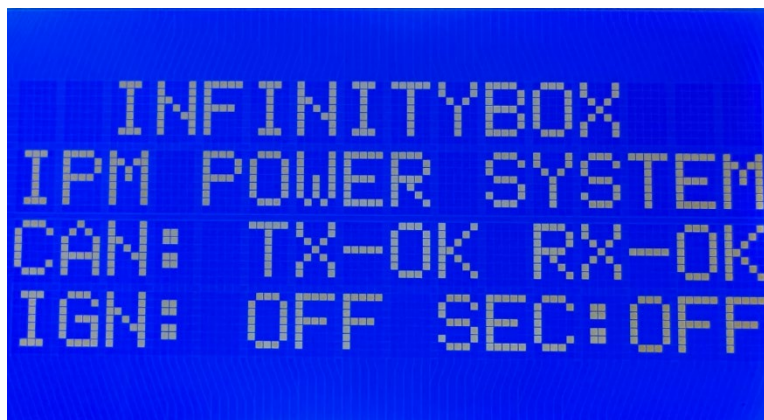 INFINITYBOX
IPM POWER SYSTEM
CAN: TX-OK RX-OK
IGN: OFF SEC:OFF